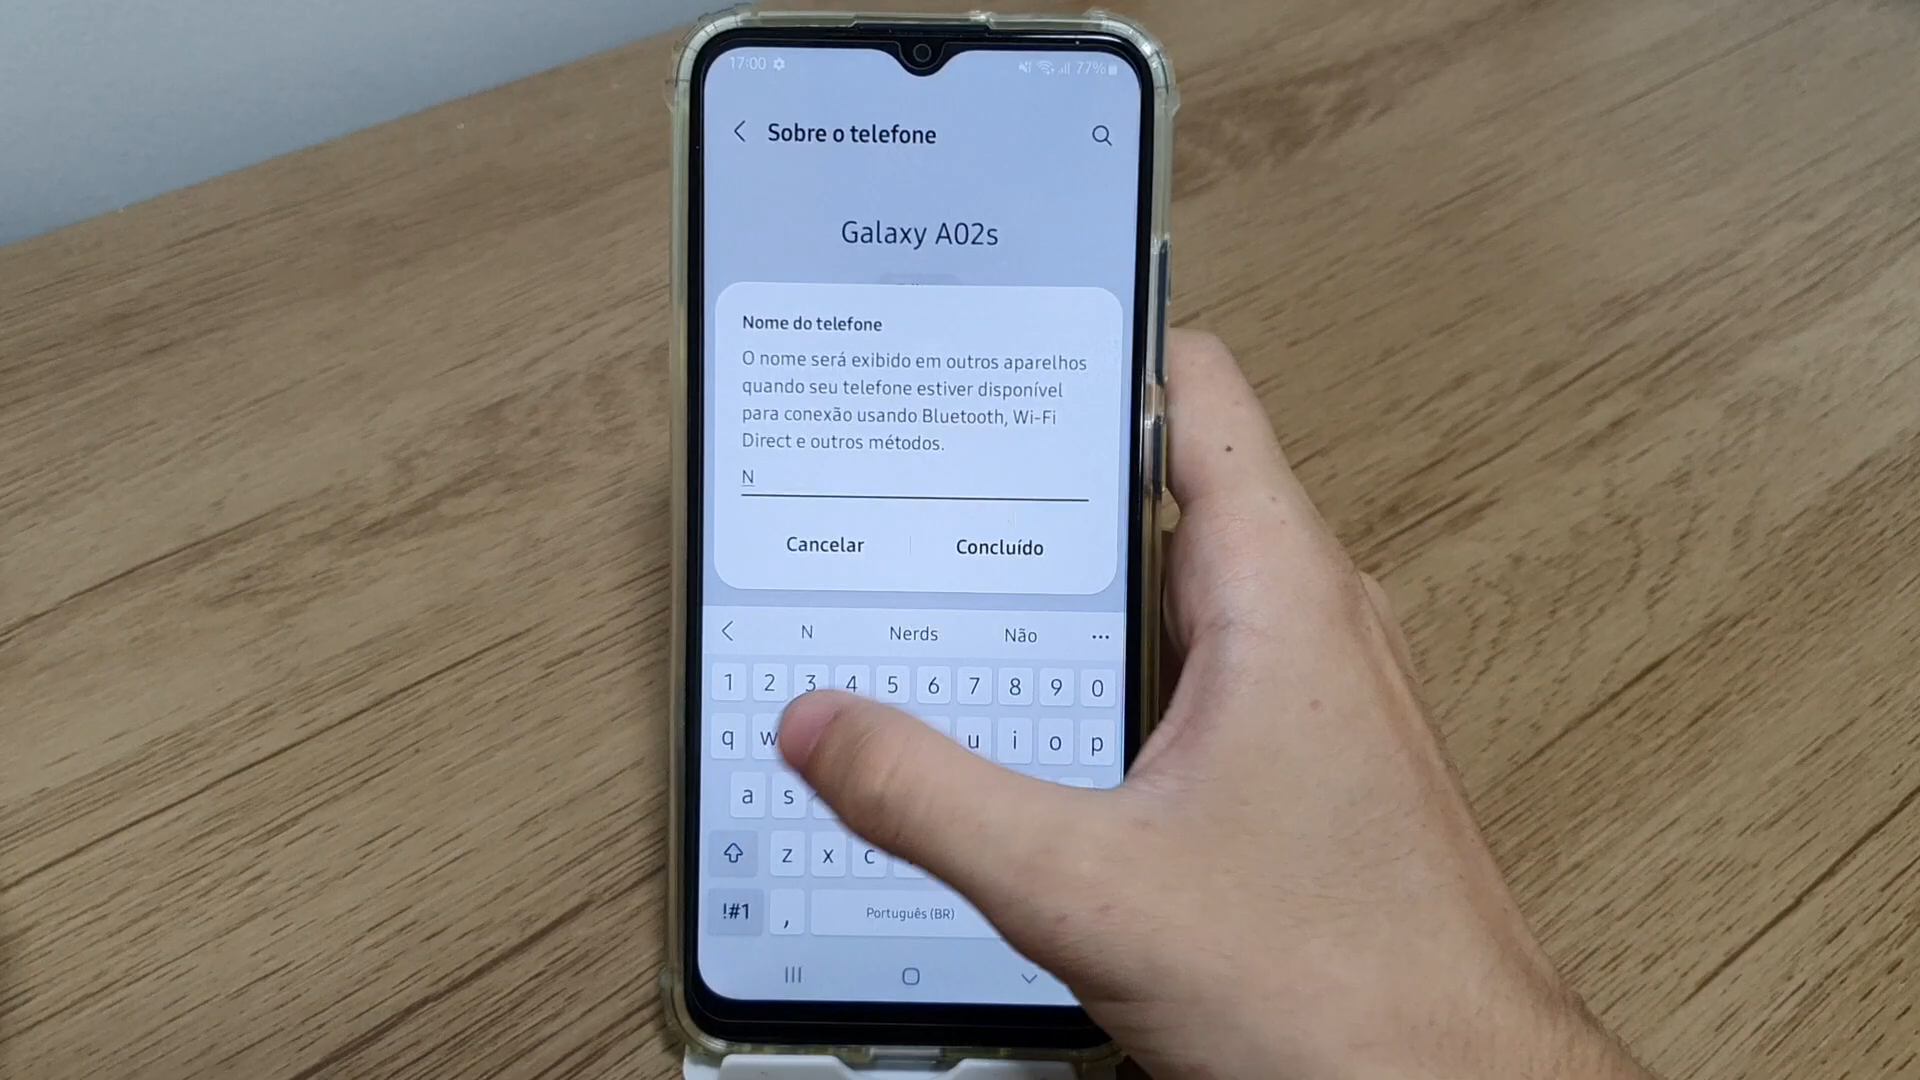 17:00 77%
Sobre o telefone
Galaxy A02s
Nome do telefone
O nome será exibido em outros aparelhos
quando seu telefone estiver disponível
para conexão usando Bluetooth, Wi-Fi
Direct e outros métodos.
N
Cancelar Concluído
N Nerds Não ...
1 2 3 4 5 6 7 8 9 0
q w u i o p
a s
z x c
!#1 , Português (BR)